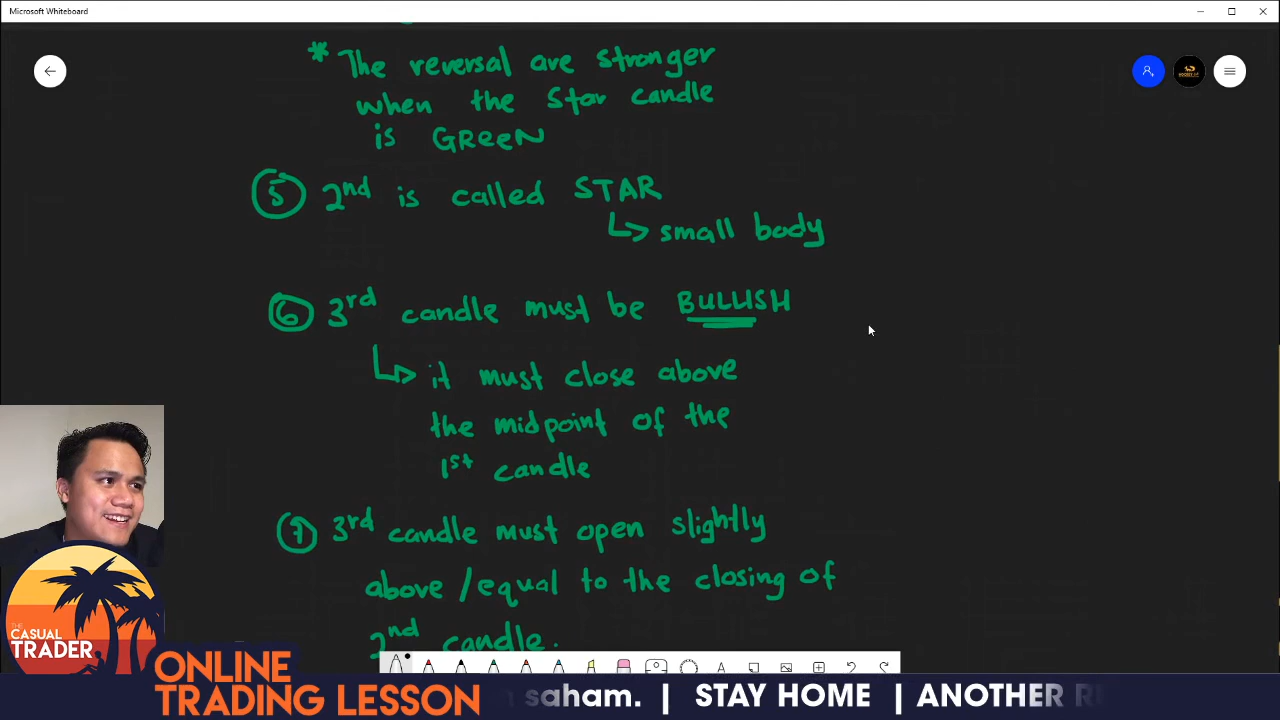 Microsoft Whiteboard
* The reversal are stronger
when the Star candle
is GREEN
5 2nd is called STAR
↳ small body
6 3rd candle must be BULLISH
↳ it must close above
the midpoint of the
1st candle
7 3rd candle must open slightly
above / equal to the closing of
2nd candle.
THE
CASUAL
TRADER
ONLINE
TRADING LESSON
saham. | STAY HOME | ANOTHER